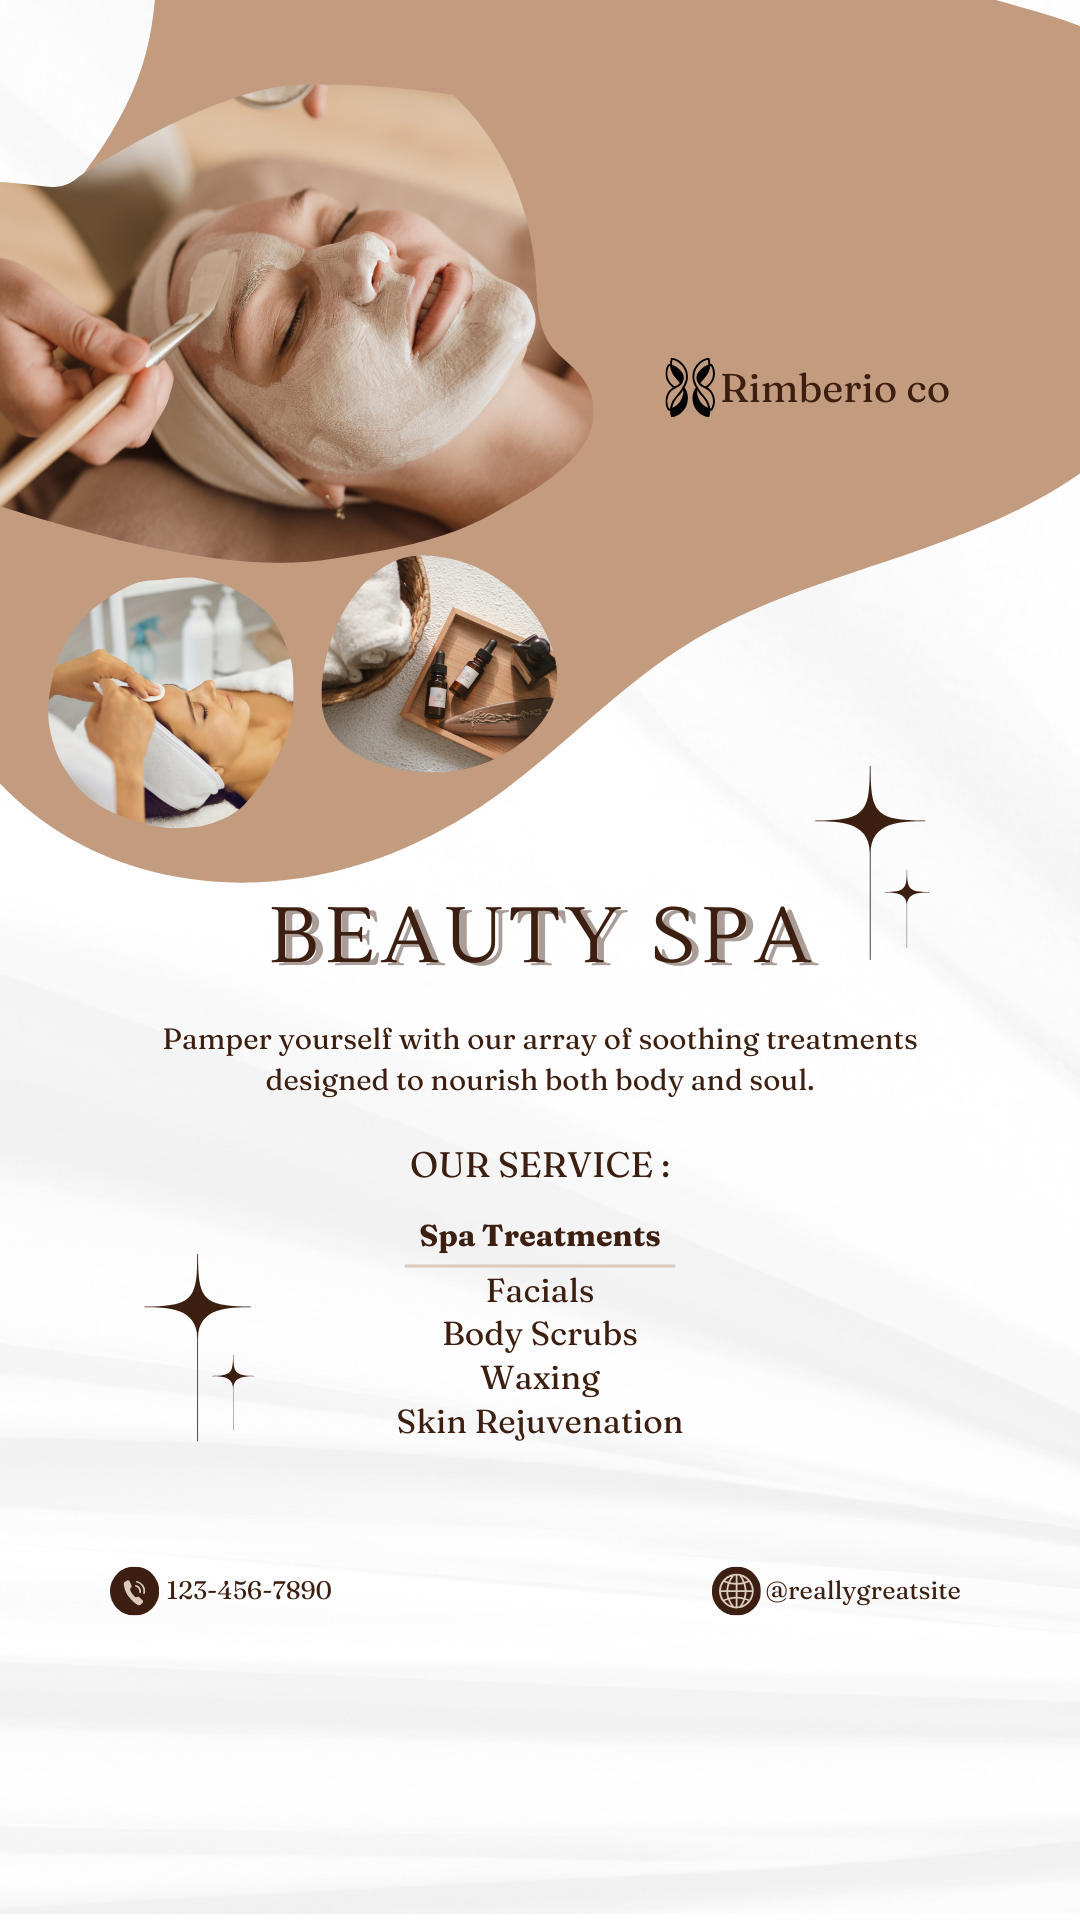 Rimberio co
BEAUTY SPA
Pamper yourself with our array of soothing treatments
designed to nourish both body and soul.
OUR SERVICE :
Spa Treatments
Facials
Body Scrubs
Waxing
Skin Rejuvenation
123-456-7890
@reallygreatsite